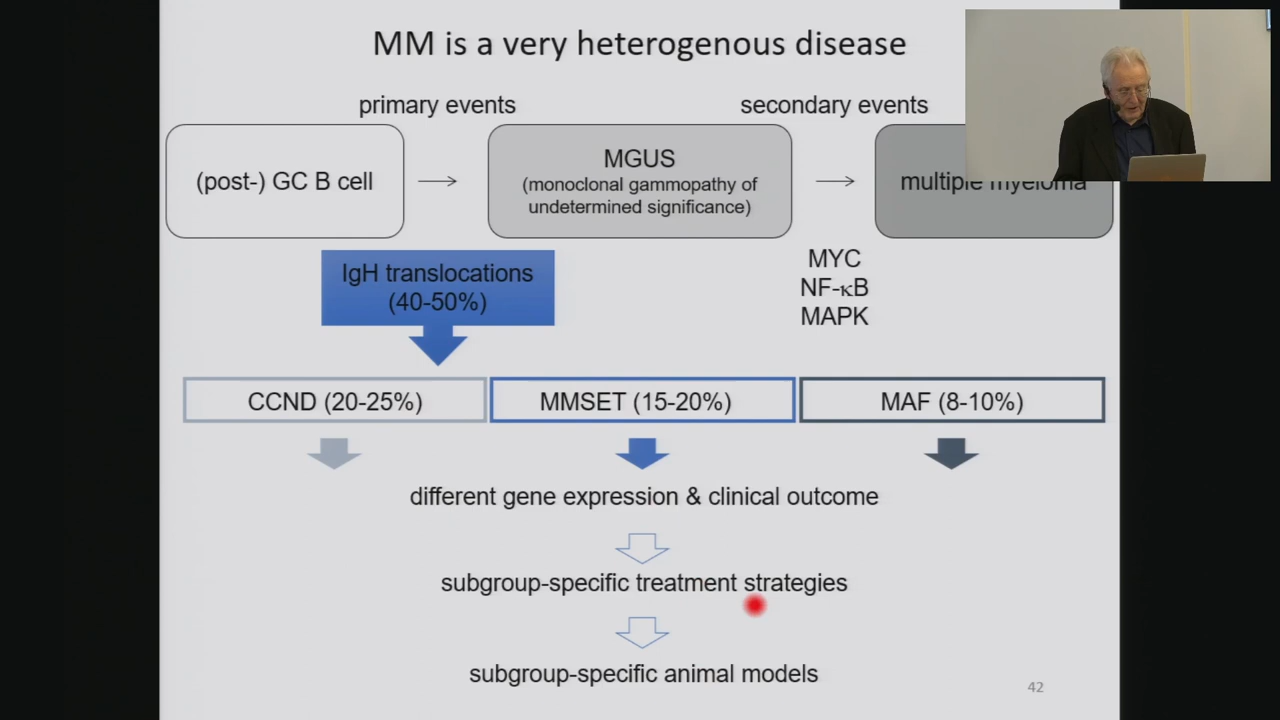 MM is a very heterogenous disease
primary events
secondary events
(post-) GC B cell
MGUS
(monoclonal gammopathy of
undetermined significance)
multiple myeloma
IgH translocations
(40-50%)
MYC
NF-κB
MAPK
CCND (20-25%)
MMSET (15-20%)
MAF (8-10%)
different gene expression & clinical outcome
subgroup-specific treatment strategies
subgroup-specific animal models
42